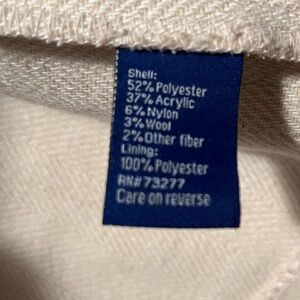 Shell:
52% Polyester
37% Acrylic
6% Nylon
3% Wool
2% Other fiber
Lining:
100% Polyester
RN# 73277
Care on reverse